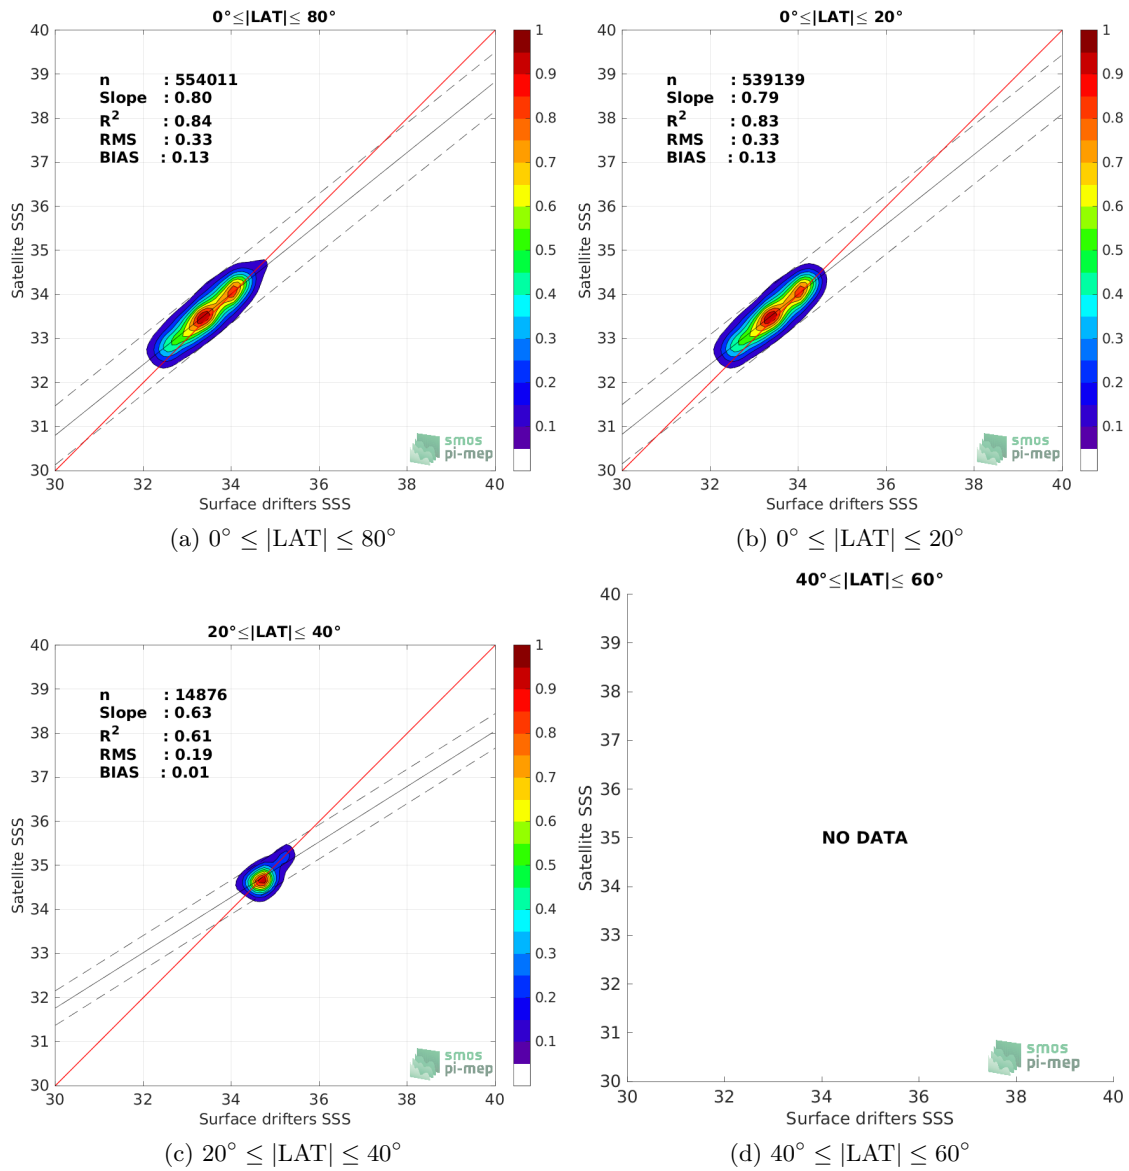 0°≤|LAT|≤ 80°
40
39
38
37
36
35
34
33
32
31
30
Satellite SSS
n : 554011
Slope : 0.80
R2 : 0.84
RMS : 0.33
BIAS : 0.13
smos
pi-mep
30 32 34 36 38 40
Surface drifters SSS
1
0.9
0.8
0.7
0.6
0.5
0.4
0.3
0.2
0.1
(a) 0° ≤ |LAT| ≤ 80°
0°≤|LAT|≤ 20°
40
39
38
37
36
35
34
33
32
31
30
Satellite SSS
n : 539139
Slope : 0.79
R2 : 0.83
RMS : 0.33
BIAS : 0.13
smos
pi-mep
30 32 34 36 38 40
Surface drifters SSS
1
0.9
0.8
0.7
0.6
0.5
0.4
0.3
0.2
0.1
(b) 0° ≤ |LAT| ≤ 20°
20°≤|LAT|≤ 40°
40
39
38
37
36
35
34
33
32
31
30
Satellite SSS
n : 14876
Slope : 0.63
R2 : 0.61
RMS : 0.19
BIAS : 0.01
smos
pi-mep
30 32 34 36 38 40
Surface drifters SSS
1
0.9
0.8
0.7
0.6
0.5
0.4
0.3
0.2
0.1
(c) 20° ≤ |LAT| ≤ 40°
40°≤|LAT|≤ 60°
40
39
38
37
36
35
34
33
32
31
30
Satellite SSS
NO DATA
smos
pi-mep
30 32 34 36 38 40
Surface drifters SSS
(d) 40° ≤ |LAT| ≤ 60°